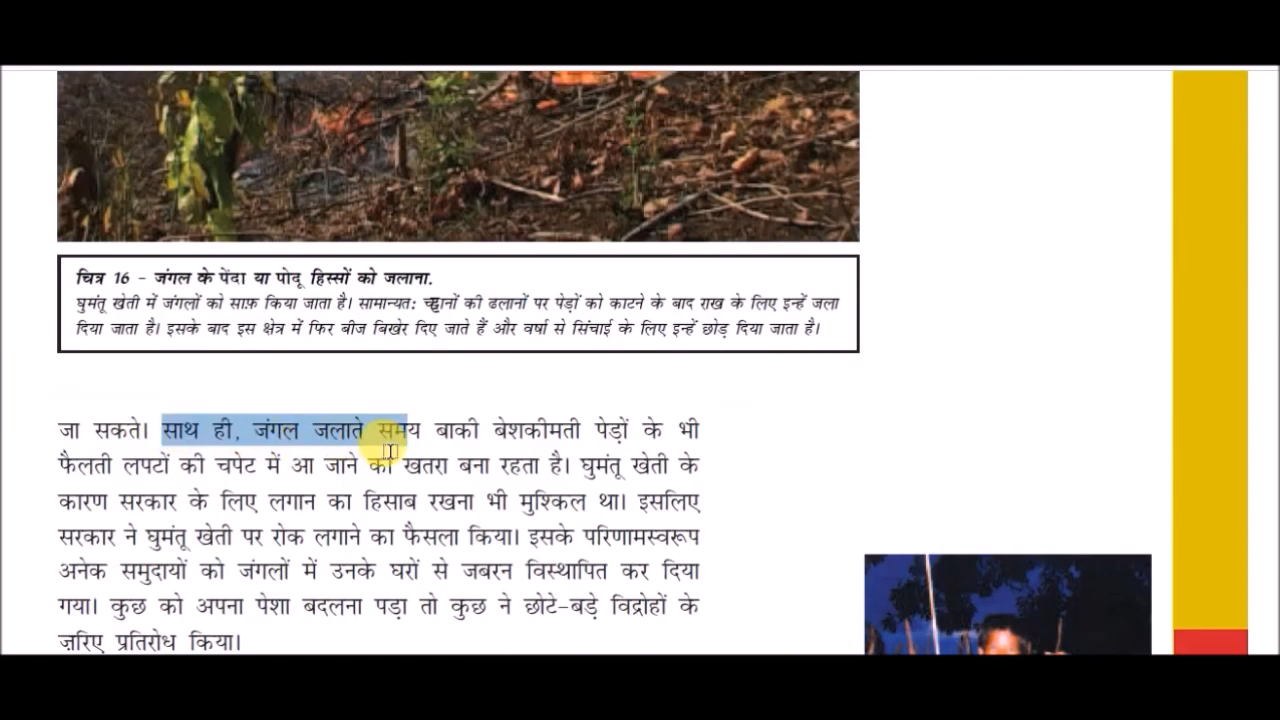 चित्र 16 – जंगल के पेंदा या पोदू हिस्सों को जलाना.
घुमंतू खेती में जंगलों को साफ़ किया जाता है। सामान्यत: चट्टानों की ढलानों पर पेड़ों को काटने के बाद राख के लिए इन्हें जला
दिया जाता है। इसके बाद इस क्षेत्र में फिर बीज बिखेर दिए जाते हैं और वर्षा से सिंचाई के लिए इन्हें छोड़ दिया जाता है।
जा सकते। साथ ही, जंगल जलाते समय बाकी बेशकीमती पेड़ों के भी
फैलती लपटों की चपेट में आ जाने का खतरा बना रहता है। घुमंतू खेती के
कारण सरकार के लिए लगान का हिसाब रखना भी मुश्किल था। इसलिए
सरकार ने घुमंतू खेती पर रोक लगाने का फैसला किया। इसके परिणामस्वरूप
अनेक समुदायों को जंगलों में उनके घरों से जबरन विस्थापित कर दिया
गया। कुछ को अपना पेशा बदलना पड़ा तो कुछ ने छोटे-बड़े विद्रोहों के
ज़रिए प्रतिरोध किया।